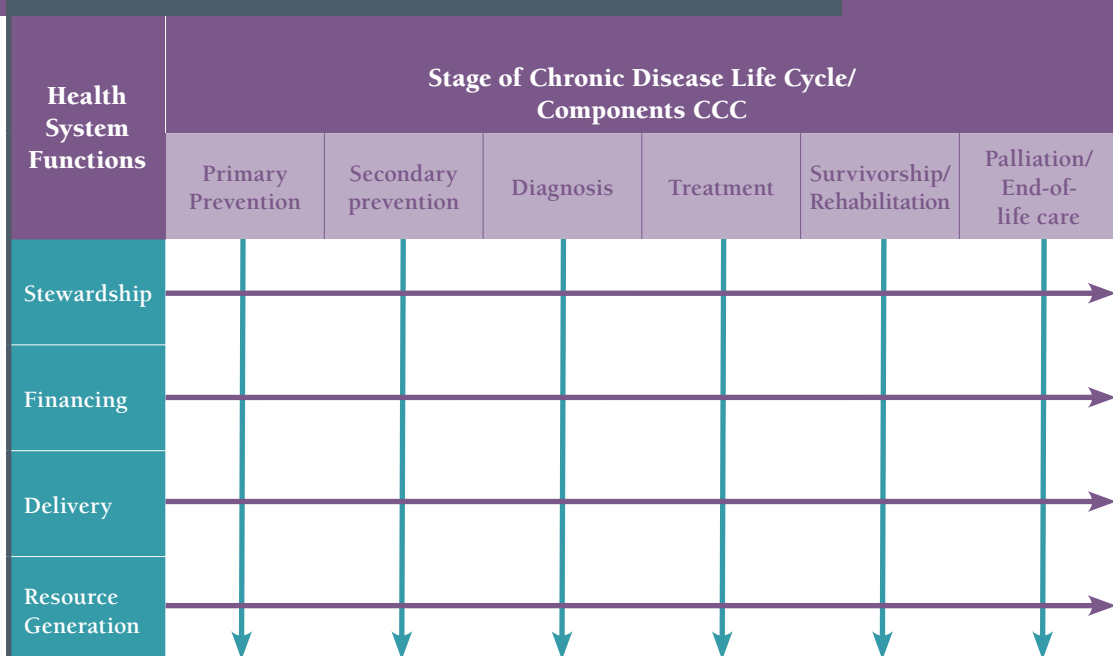 Health
System
Functions
Stage of Chronic Disease Life Cycle/
Components CCC
Primary
Prevention
Secondary
prevention
Diagnosis
Treatment
Survivorship/
Rehabilitation
Palliation/
End-of-
life care
Stewardship
Financing
Delivery
Resource
Generation